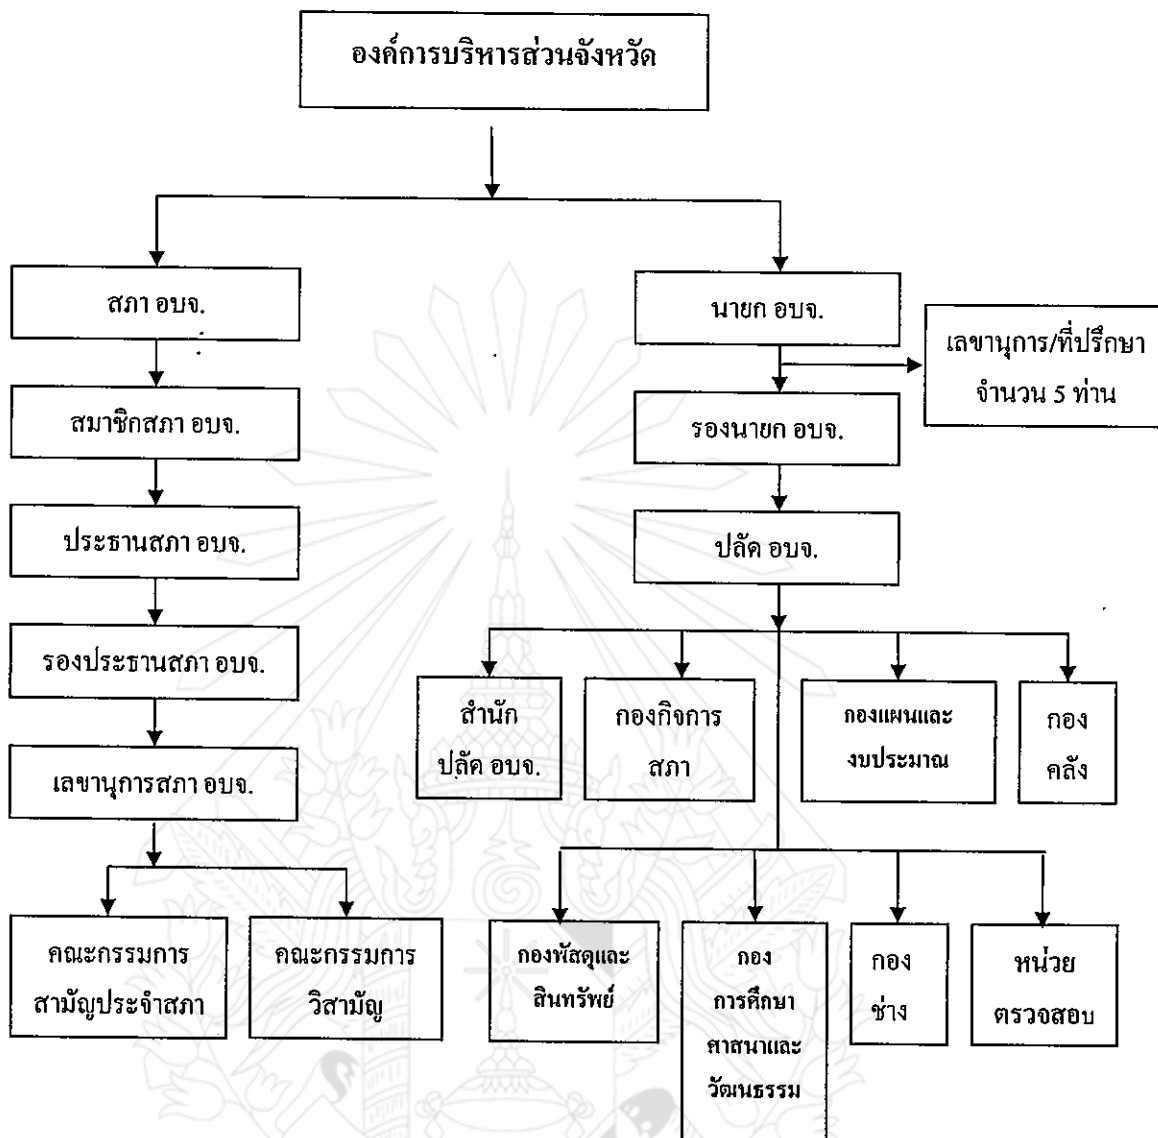 องค์การบริหารส่วนจังหวัด
สภา อบจ.
นายก อบจ.
เลขานุการ/ที่ปรึกษา
จำนวน 5 ท่าน
สมาชิกสภา อบจ.
รองนายก อบจ.
ประธานสภา อบจ.
ปลัด อบจ.
รองประธานสภา อบจ.
สำนัก
ปลัด อบจ.
กองกิจการ
สภา
กองแผนและ
งบประมาณ
กอง
คลัง
เลขานุการสภา อบจ.
คณะกรรมการ
สามัญประจำสภา
คณะกรรมการ
วิสามัญ
กองพัสดุและ
สินทรัพย์
กอง
การศึกษา
ศาสนาและ
วัฒนธรรม
กอง
ช่าง
หน่วย
ตรวจสอบ